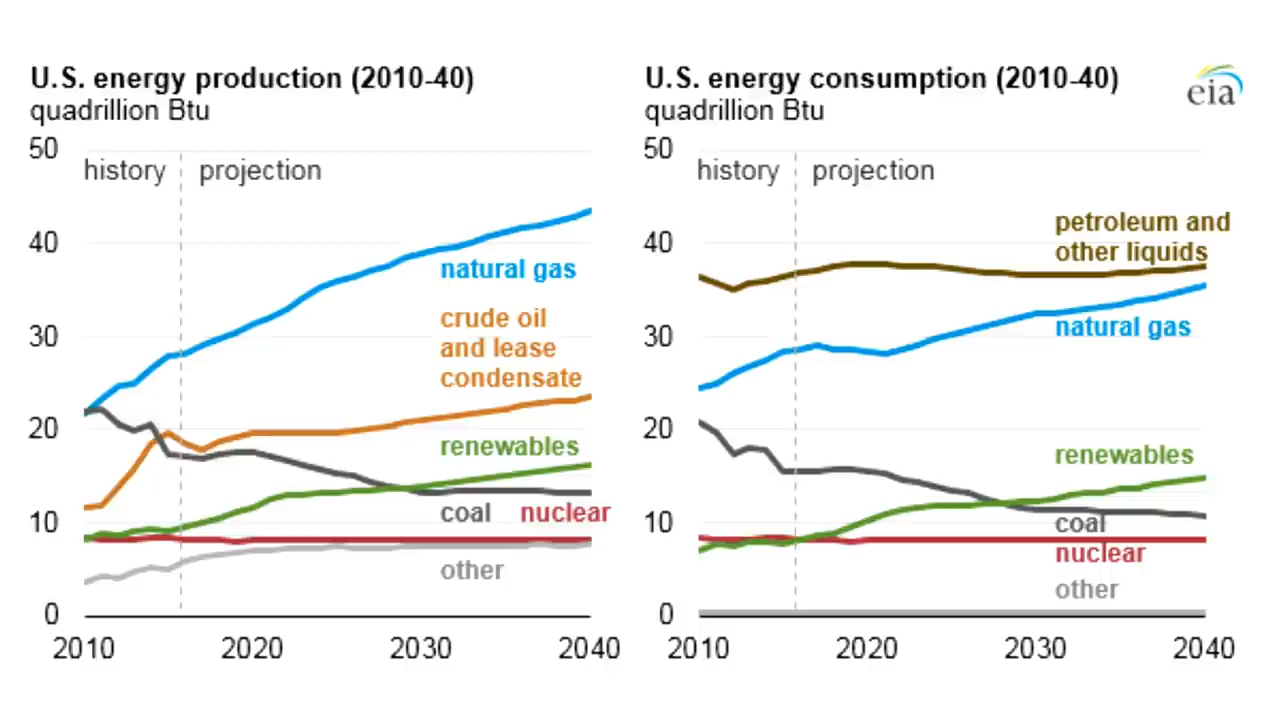 U.S. energy production (2010-40)
quadrillion Btu
50
history
projection
40
natural gas
crude oil
and lease
condensate
30
20
renewables
coal
nuclear
10
other
0
2010
2020
2030
2040
U.S. energy consumption (2010-40)
quadrillion Btu
eia
50
history
projection
petroleum and
other liquids
40
natural gas
30
20
renewables
coal
10
nuclear
other
0
2010
2020
2030
2040